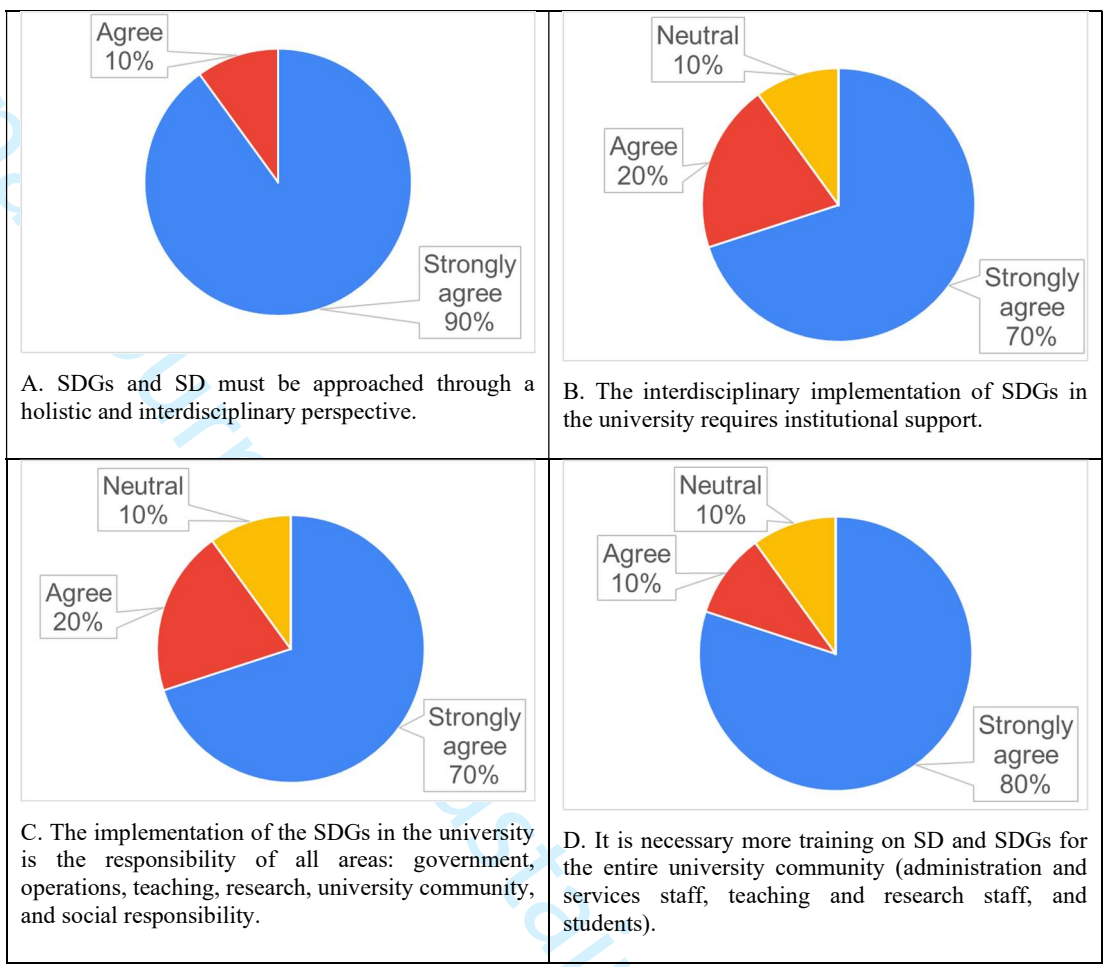 Agree
10%
Strongly
agree
90%
A. SDGs and SD must be approached through a
holistic and interdisciplinary perspective.
Neutral
10%
Agree
20%
Strongly
agree
70%
B. The interdisciplinary implementation of SDGs in
the university requires institutional support.
Neutral
10%
Agree
20%
Strongly
agree
70%
C. The implementation of the SDGs in the university
is the responsibility of all areas: government,
operations, teaching, research, university community,
and social responsibility.
Neutral
10%
Agree
10%
Strongly
agree
80%
D. It is necessary more training on SD and SDGs for
the entire university community (administration and
services staff, teaching and research staff, and
students).